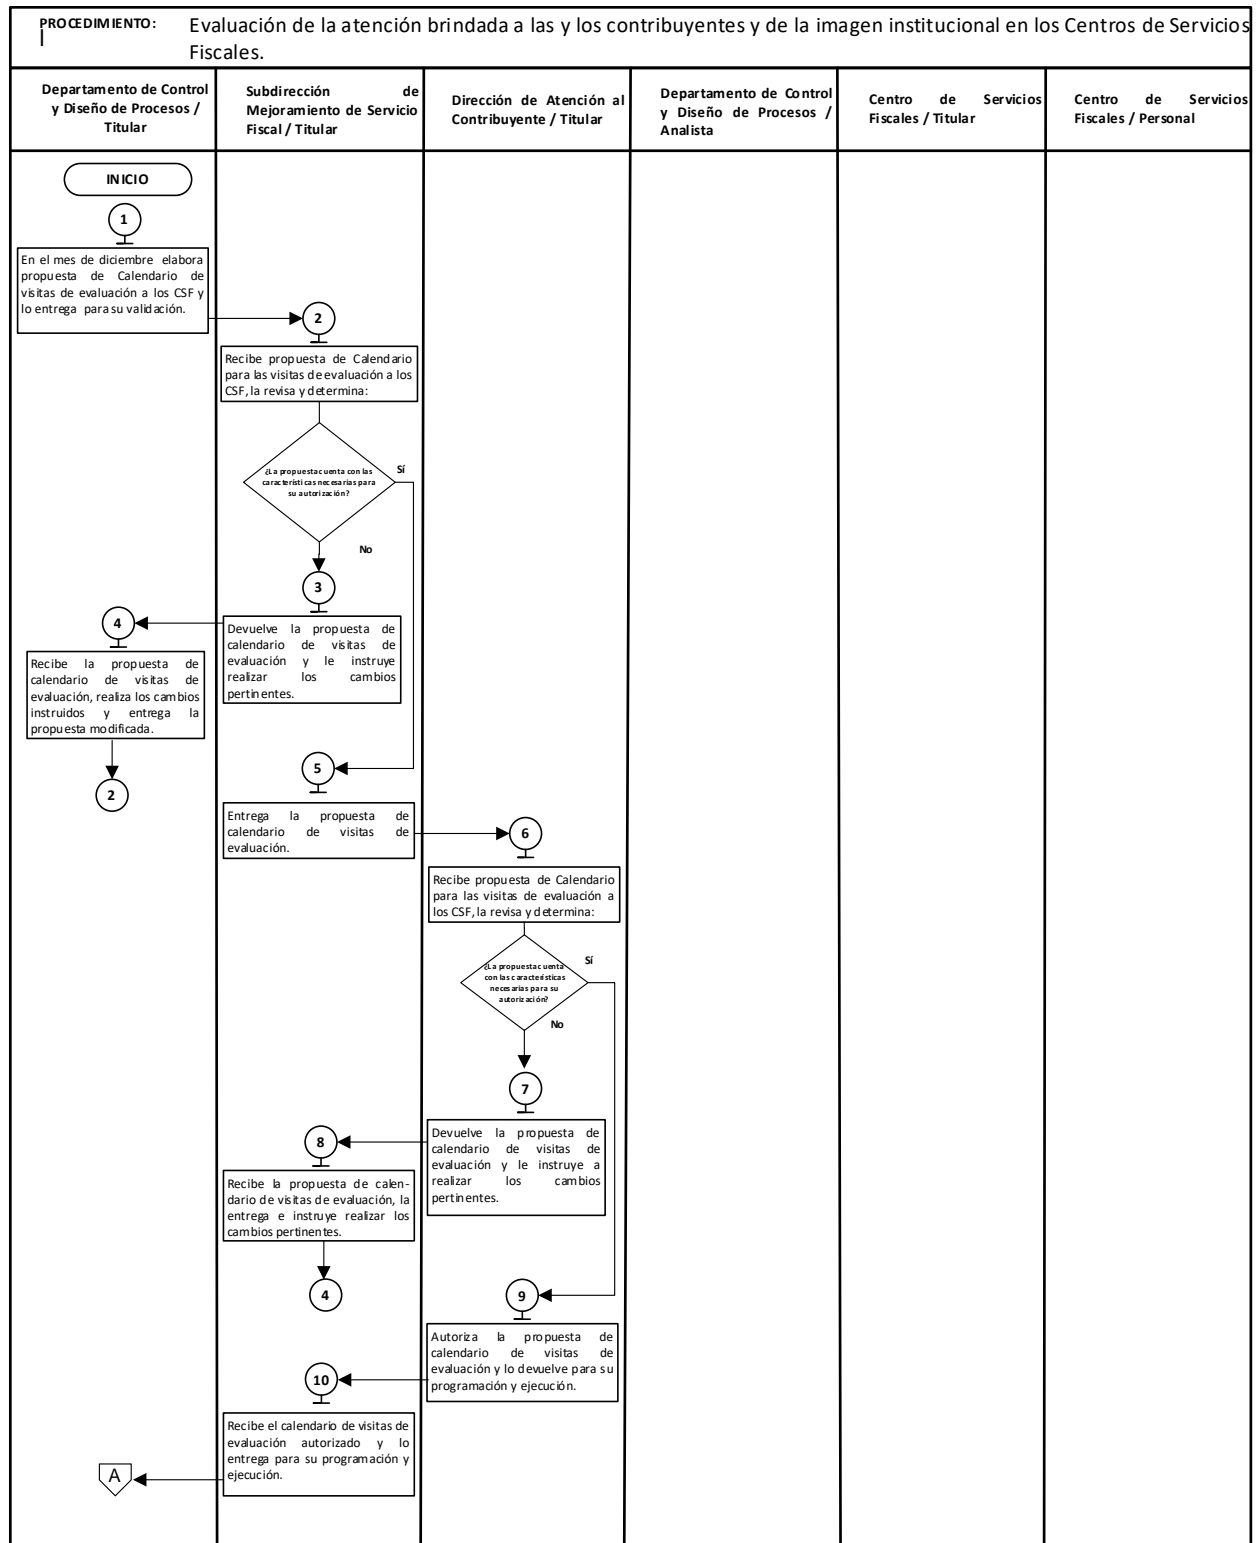 PROCEDIMIENTO:
Evaluación de la atención brindada a las y los contribuyentes y de la imagen institucional en los Centros de Servicios
Fiscales.
Departamento de Control
y Diseño de Procesos /
Titular
Subdirección de
Mejoramiento de Servicio
Fiscal / Titular
Dirección de Atención al
Contribuyente / Titular
Departamento de Control
y Diseño de Procesos /
Analista
Centro de Servicios
Fiscales / Titular
Centro de Servicios
Fiscales / Personal
INICIO
1
En el mes de diciembre elabora
propuesta de Calendario de
visitas de evaluación a los CSF y
lo entrega para su validación.
2
Recibe propuesta de Calendario
para las visitas de evaluación a los
CSF, la revisa y determina:
¿La propuesta cuenta con las
características necesarias para
su autorización?
Sí
No
3
Devuelve la propuesta de
calendario de visitas de
evaluación y le instruye
realizar los cambios
pertinentes.
4
Recibe la propuesta de
calendario de visitas de
evaluación, realiza los cambios
instruidos y entrega la
propuesta modificada.
2
5
Entrega la propuesta de
calendario de visitas de
evaluación.
6
Recibe propuesta de Calendario
para las visitas de evaluación a
los CSF, la revisa y determina:
¿La propuesta cuenta
con las características
necesarias para su
autorización?
Sí
No
7
Devuelve la propuesta de
calendario de visitas de
evaluación y le instruye a
realizar los cambios
pertinentes.
8
Recibe la propuesta de calen-
dario de visitas de evaluación, la
entrega e instruye realizar los
cambios pertinentes.
4
9
Autoriza la propuesta de
calendario de visitas de
evaluación y lo devuelve para su
programación y ejecución.
10
Recibe el calendario de visitas de
evaluación autorizado y lo
entrega para su programación y
ejecución.
A